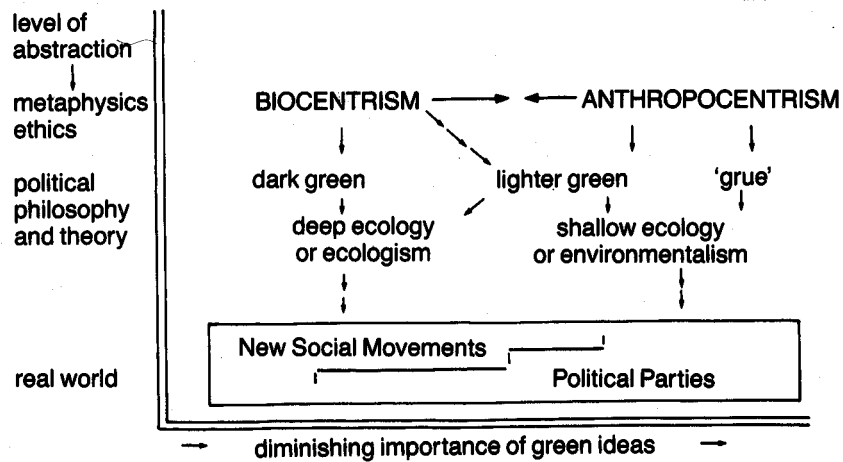 level of
abstraction
metaphysics
ethics
BIOCENTRISM
ANTHROPOCENTRISM
political
philosophy
and theory
dark green
lighter green
'grue'
deep ecology
or ecologism
shallow ecology
or environmentalism
real world
New Social Movements
Political Parties
diminishing importance of green ideas